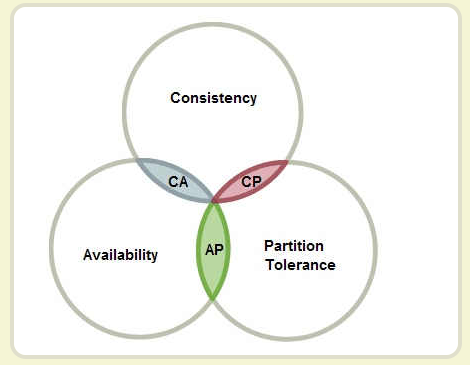 Consistency
CA
CP
Availability
AP
Partition
Tolerance